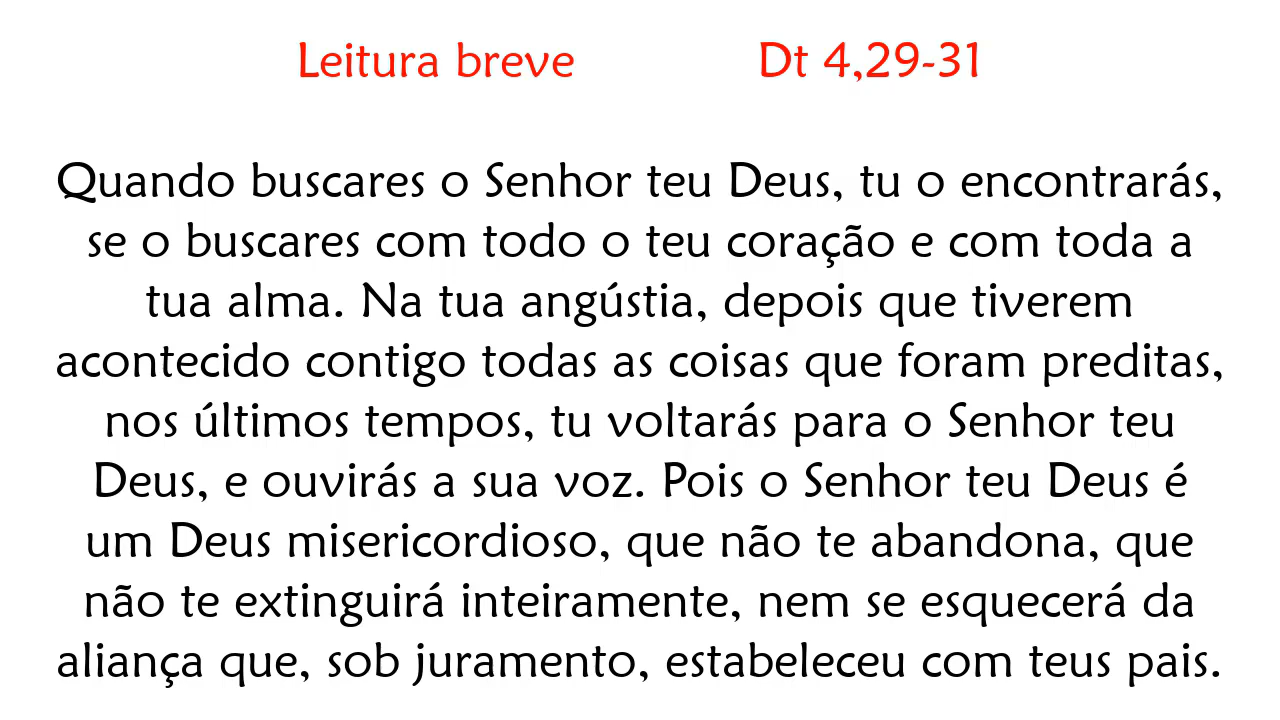 Leitura breve Dt 4,29-31
Quando buscares o Senhor teu Deus, tu o encontrarás,
se o buscares com todo o teu coração e com toda a
tua alma. Na tua angústia, depois que tiverem
acontecido contigo todas as coisas que foram preditas,
nos últimos tempos, tu voltarás para o Senhor teu
Deus, e ouvirás a sua voz. Pois o Senhor teu Deus é
um Deus misericordioso, que não te abandona, que
não te extinguirá inteiramente, nem se esquecerá da
aliança que, sob juramento, estabeleceu com teus pais.